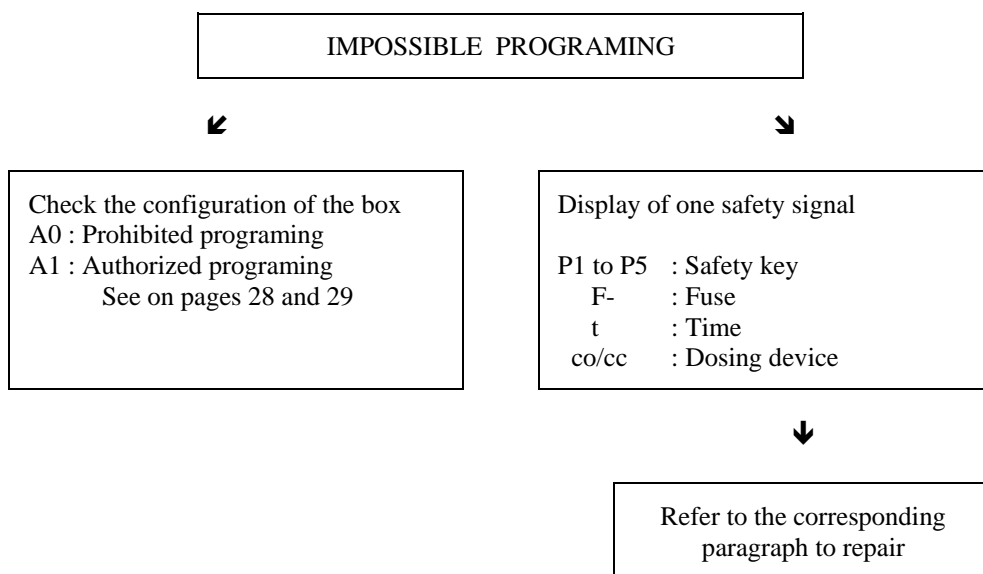 IMPOSSIBLE PROGRAMING
Check the configuration of the box
A0 : Prohibited programing
A1 : Authorized programing
See on pages 28 and 29
Display of one safety signal
P1 to P5 : Safety key
F- : Fuse
t : Time
co/cc : Dosing device
Refer to the corresponding
paragraph to repair